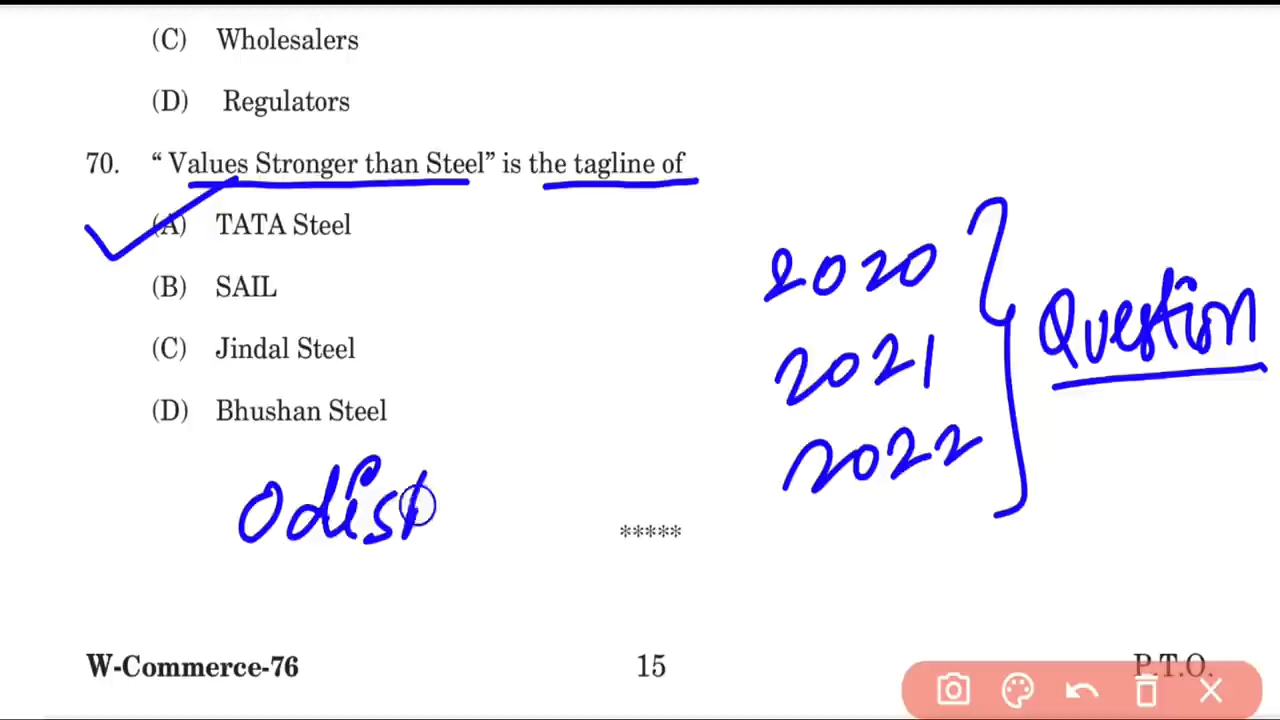 (C) Wholesalers
(D) Regulators
70. “ Values Stronger than Steel” is the tagline of
(A) TATA Steel
(B) SAIL
(C) Jindal Steel
(D) Bhushan Steel
2020
2021
2022
Question
*****
W-Commerce-76
15
P.T.O.